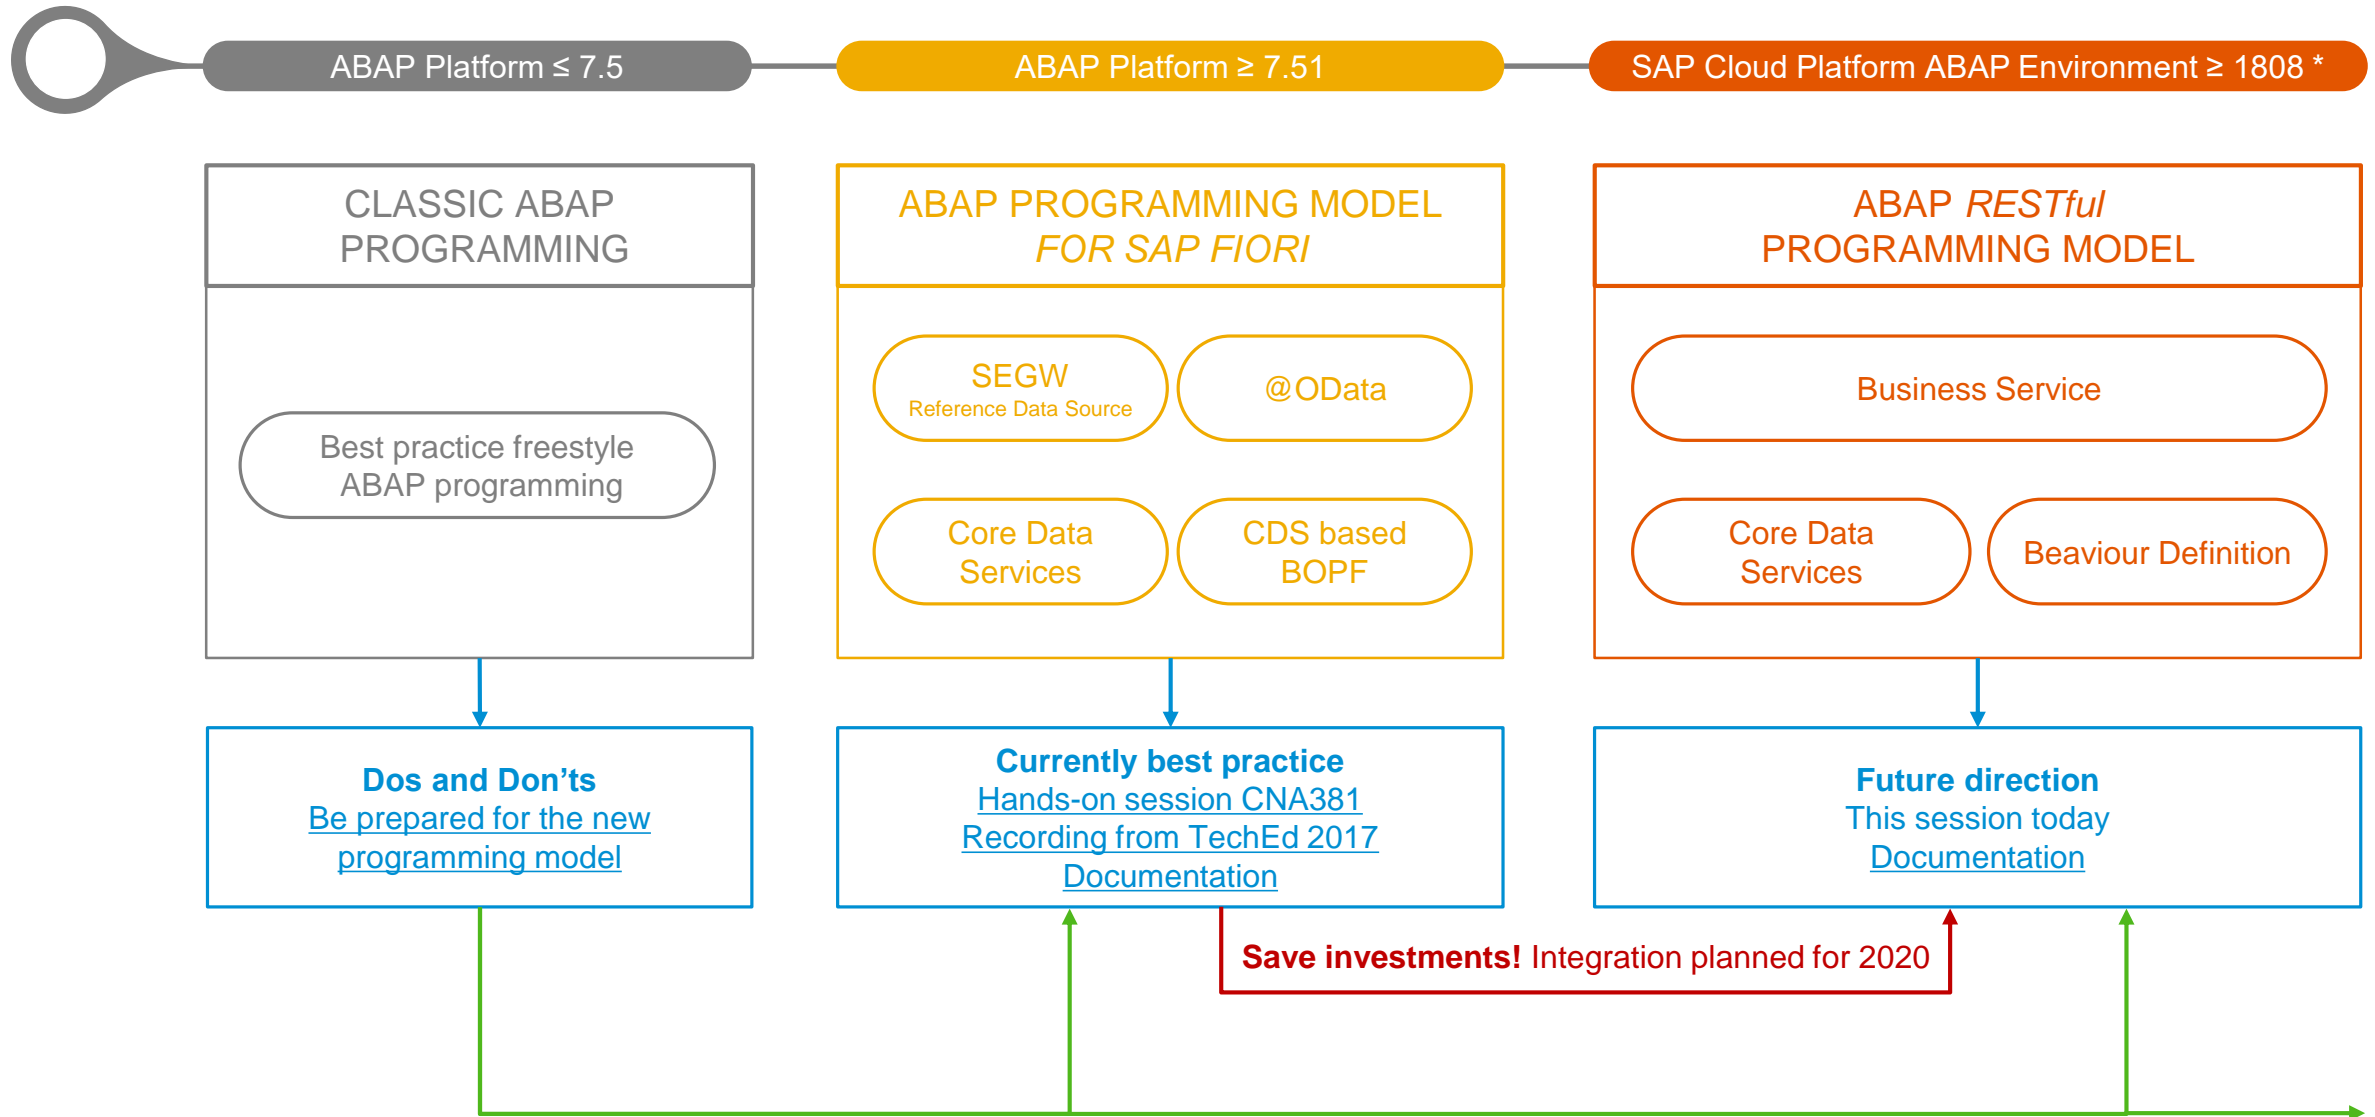 ABAP Platform ≤ 7.5
ABAP Platform ≥ 7.51
SAP Cloud Platform ABAP Environment ≥ 1808 *
CLASSIC ABAP
PROGRAMMING
Best practice freestyle
ABAP programming
ABAP PROGRAMMING MODEL
FOR SAP FIORI
SEGW
Reference Data Source
@OData
Core Data
Services
CDS based
BOPF
ABAP RESTful
PROGRAMMING MODEL
Business Service
Core Data
Services
Beaviour Definition
Dos and Don’ts
Be prepared for the new
programming model
Currently best practice
Hands-on session CNA381
Recording from TechEd 2017
Documentation
Future direction
This session today
Documentation
Save investments! Integration planned for 2020